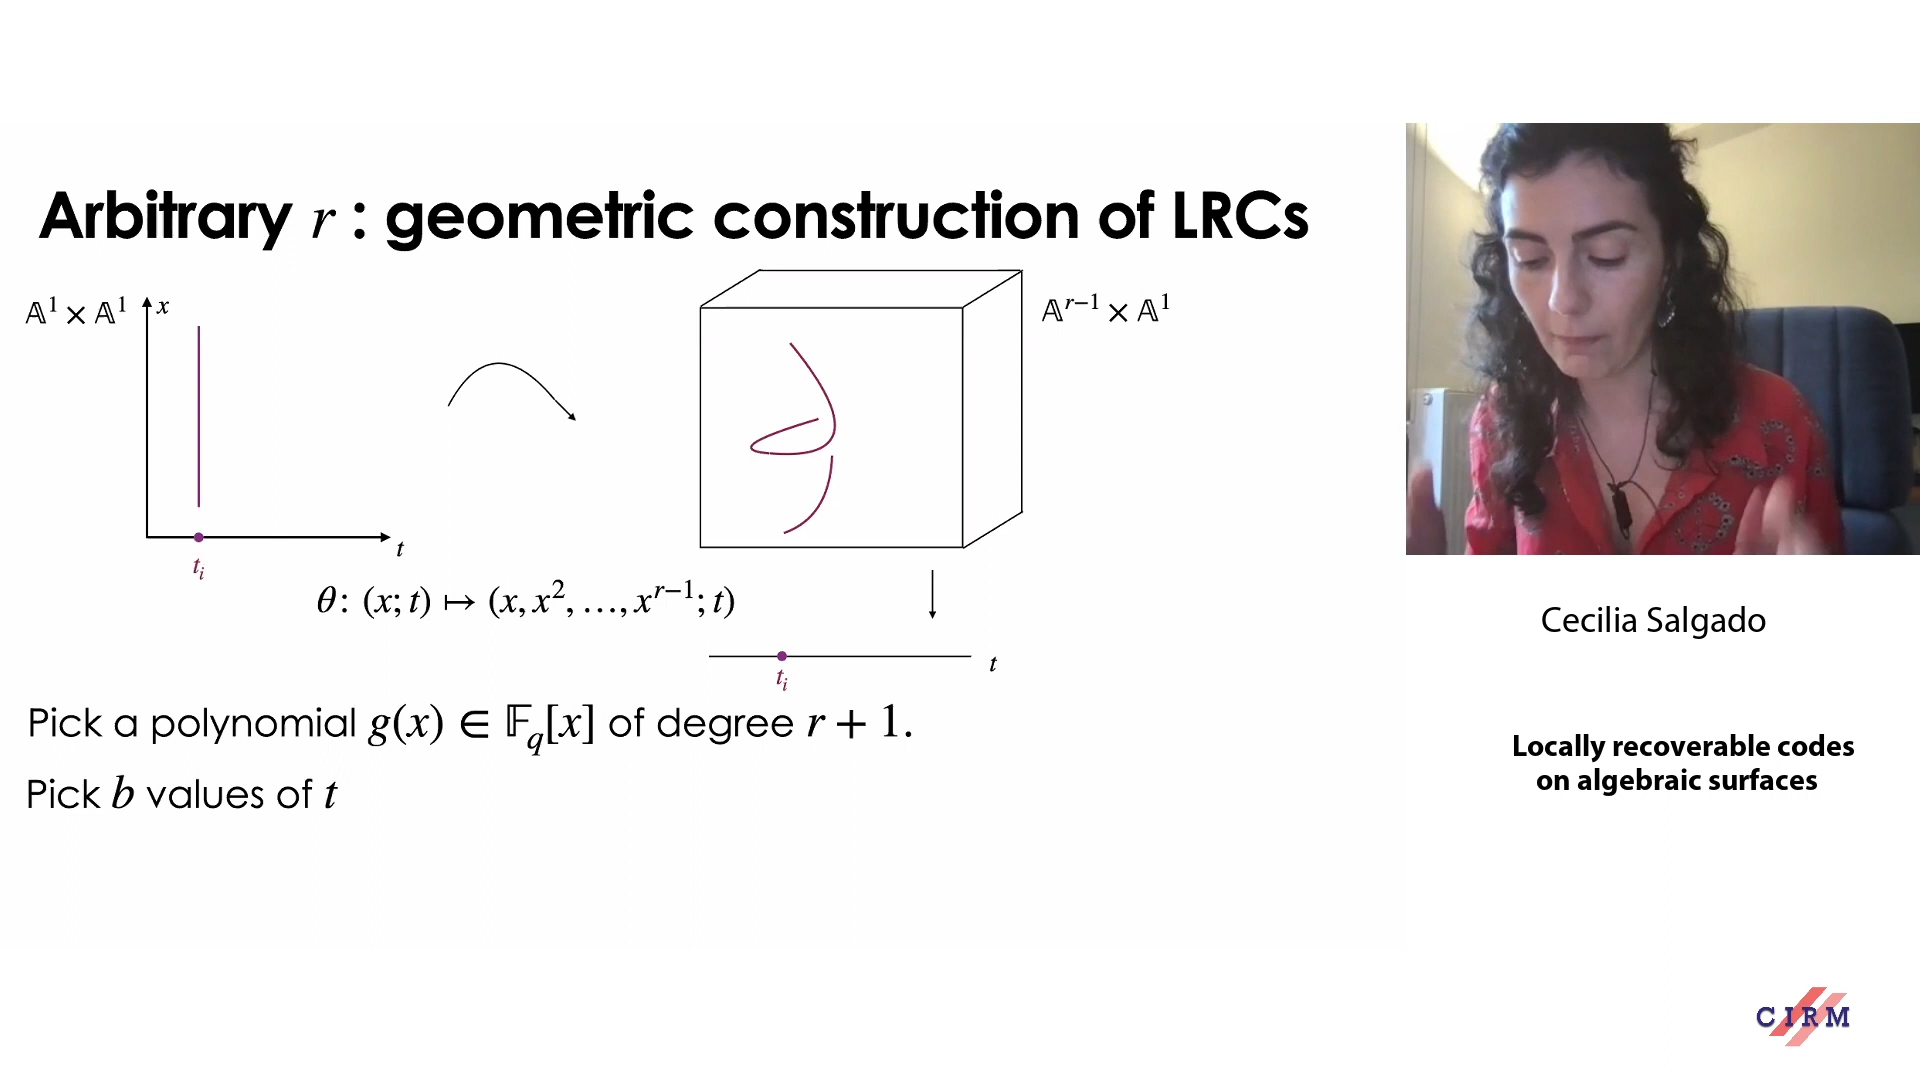 Arbitrary r : geometric construction of LRCs
𝔸¹ × 𝔸¹
x
t
tᵢ
𝔸ʳ⁻¹ × 𝔸¹
θ: (x; t) ↦ (x, x², …, xʳ⁻¹; t)
t
tᵢ
Pick a polynomial g(x) ∈ 𝔽_q[x] of degree r + 1.
Pick b values of t
Cecilia Salgado
Locally recoverable codes
on algebraic surfaces
CIRM